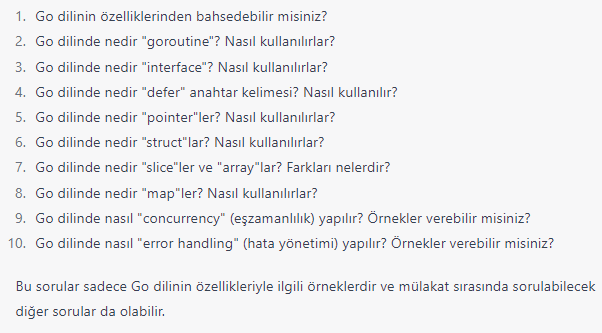 1. Go dilinin özelliklerinden bahsedebilir misiniz?
2. Go dilinde nedir "goroutine"? Nasıl kullanılırlar?
3. Go dilinde nedir "interface"? Nasıl kullanılırlar?
4. Go dilinde nedir "defer" anahtar kelimesi? Nasıl kullanılır?
5. Go dilinde nedir "pointer"ler? Nasıl kullanılırlar?
6. Go dilinde nedir "struct"lar? Nasıl kullanılırlar?
7. Go dilinde nedir "slice"ler ve "array"lar? Farkları nelerdir?
8. Go dilinde nedir "map"ler? Nasıl kullanılırlar?
9. Go dilinde nasıl "concurrency" (eşzamanlılık) yapılır? Örnekler verebilir misiniz?
10. Go dilinde nasıl "error handling" (hata yönetimi) yapılır? Örnekler verebilir misiniz?
Bu sorular sadece Go dilinin özellikleriyle ilgili örneklerdir ve mülakat sırasında sorulabilecek
diğer sorular da olabilir.